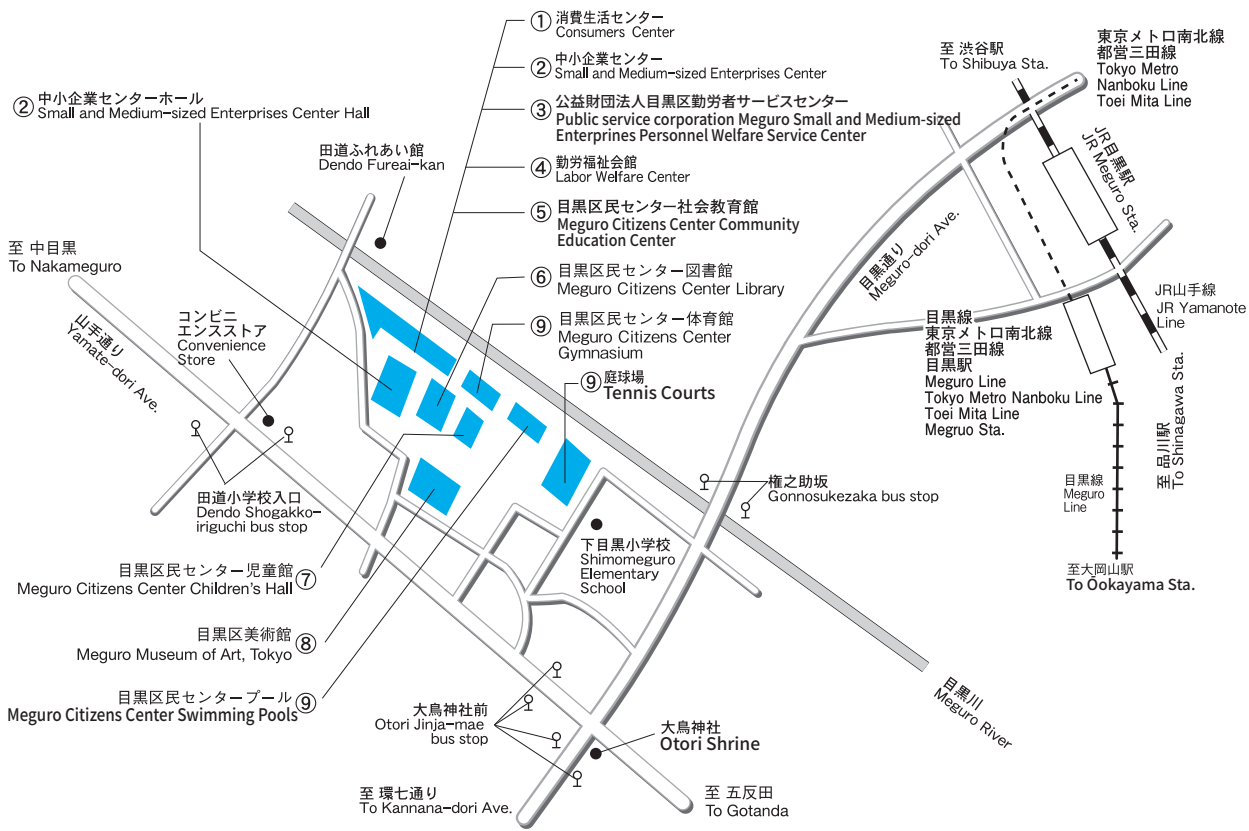 ① 消費生活センター
Consumers Center
② 中小企業センター
Small and Medium-sized Enterprises Center
③ 公益財団法人目黒区勤労者サービスセンター
Public service corporation Meguro Small and Medium-sized
Enterprines Personnel Welfare Service Center
④ 勤労福祉会館
Labor Welfare Center
⑤ 目黒区民センター社会教育館
Meguro Citizens Center Community
Education Center
⑥ 目黒区民センター図書館
Meguro Citizens Center Library
⑨ 目黒区民センター体育館
Meguro Citizens Center
Gymnasium
⑨ 庭球場
Tennis Courts
② 中小企業センターホール
Small and Medium-sized Enterprises Center Hall
田道ふれあい館
Dendo Fureai-kan
至 中目黒
To Nakameguro
山手通り
Yamate-dori Ave.
コンビニ
エンスストア
Convenience
Store
田道小学校入口
Dendo Shogakko-
iriguchi bus stop
目黒区民センター児童館
Meguro Citizens Center Children's Hall
⑦
目黒区美術館
Meguro Museum of Art, Tokyo
⑧
目黒区民センタープール
Meguro Citizens Center Swimming Pools
⑨
大鳥神社前
Otori Jinja-mae
bus stop
至 環七通り
To Kannana-dori Ave.
大鳥神社
Otori Shrine
至 五反田
To Gotanda
下目黒小学校
Shimomeguro
Elementary
School
権之助坂
Gonnosukezaka bus stop
目黒川
Meguro River
目黒通り
Meguro-dori Ave.
至 渋谷駅
To Shibuya Sta.
東京メトロ南北線
都営三田線
Tokyo Metro
Nanboku Line
Toei Mita Line
JR目黒駅
JR Meguro Sta.
JR山手線
JR Yamanote
Line
目黒線
東京メトロ南北線
都営三田線
目黒駅
Meguro Line
Tokyo Metro Nanboku Line
Toei Mita Line
Megruo Sta.
至 品川駅
To Shinagawa Sta.
目黒線
Meguro
Line
至大岡山駅
To Ookayama Sta.